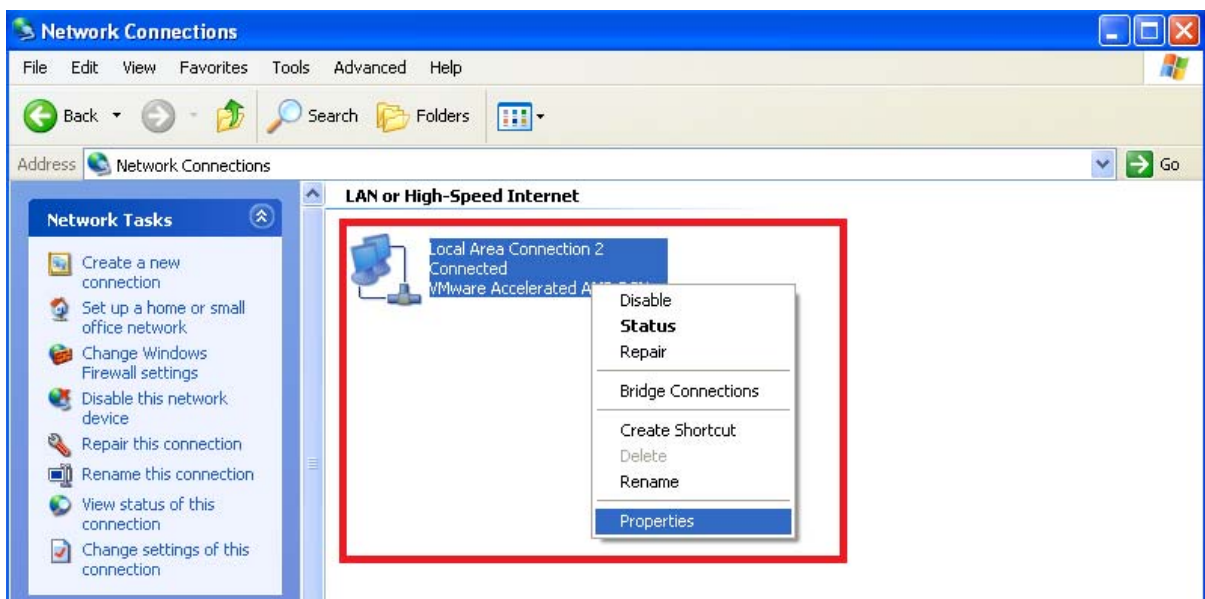 Network Connections
File Edit View Favorites Tools Advanced Help
Back Search Folders
Address Network Connections Go
Network Tasks
Create a new
connection
Set up a home or small
office network
Change Windows
Firewall settings
Disable this network
device
Repair this connection
Rename this connection
View status of this
connection
Change settings of this
connection
LAN or High-Speed Internet
Local Area Connection 2
Connected
VMware Accelerated
Disable
Status
Repair
Bridge Connections
Create Shortcut
Delete
Rename
Properties